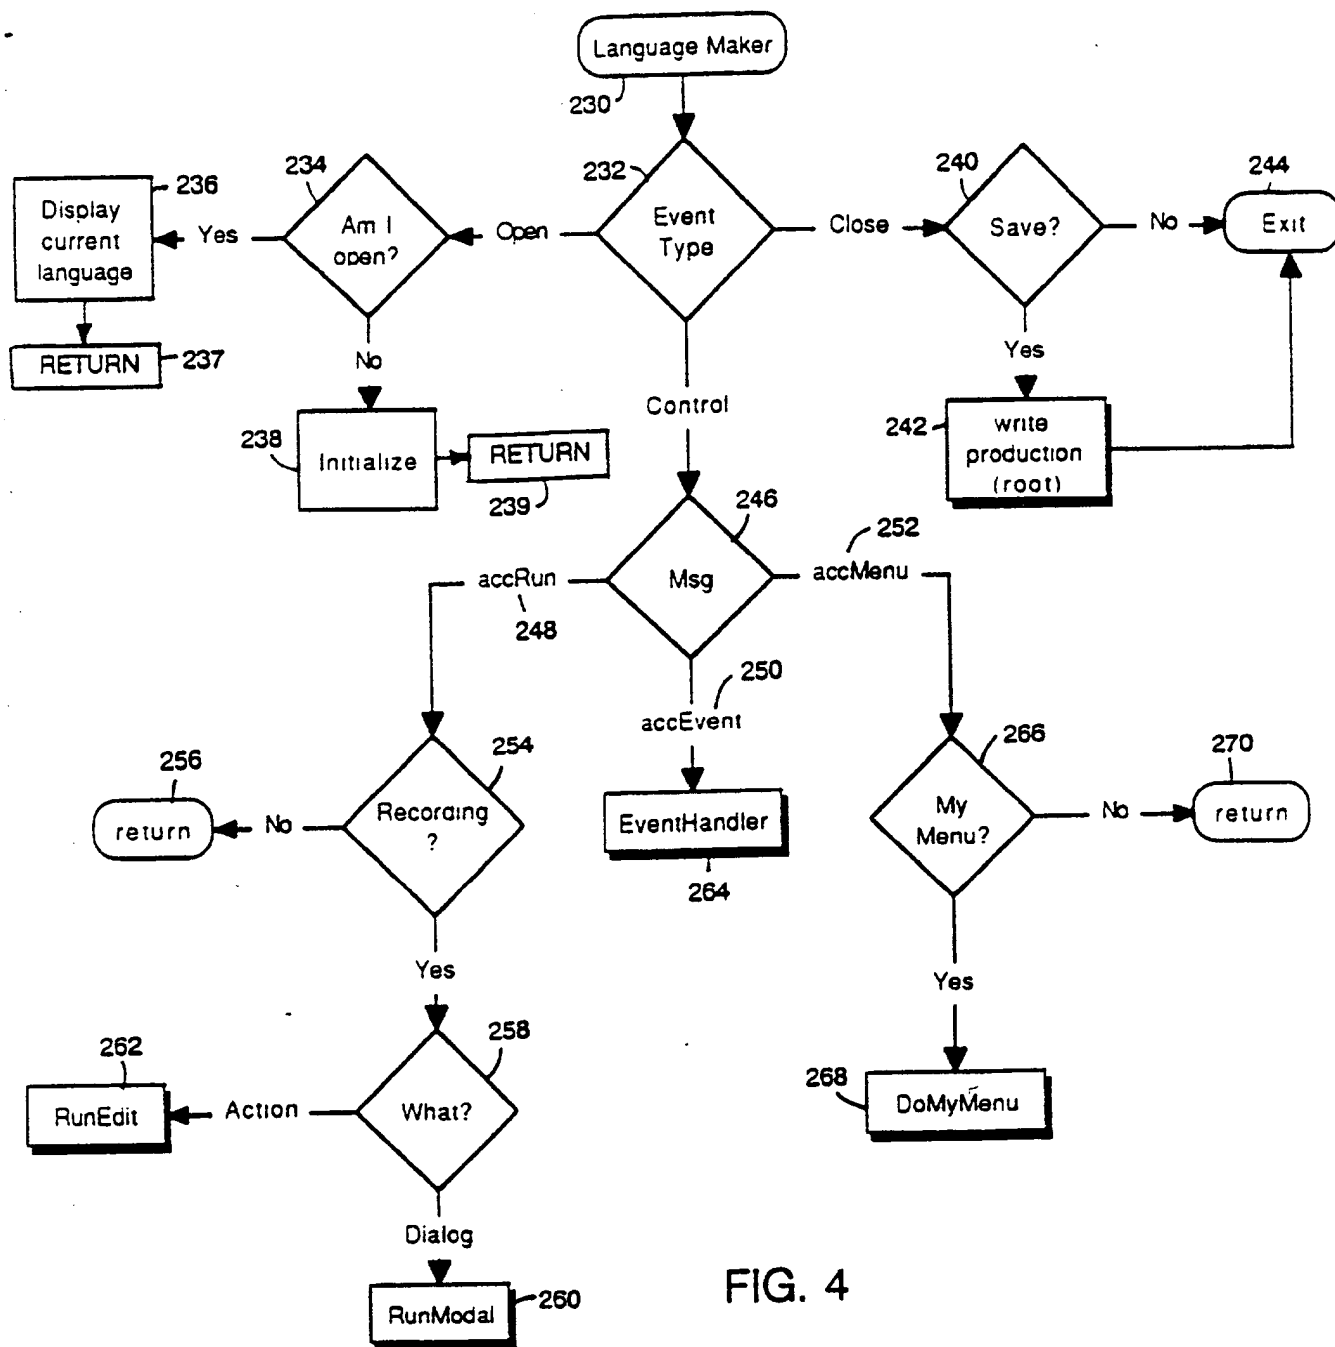 Language Maker
230
232
Event
Type
Open
234
Am I
open?
Yes
236
Display
current
language
RETURN
237
No
238
Initialize
RETURN
239
Close
240
Save?
No
244
Exit
Yes
242
write
production
(root)
Control
246
Msg
accRun
248
252
accMenu
250
accEvent
EventHandler
264
254
Recording
?
No
256
return
Yes
258
What?
Action
262
RunEdit
Dialog
RunModal
260
266
My
Menu?
No
270
return
Yes
268
DoMyMenu
FIG. 4